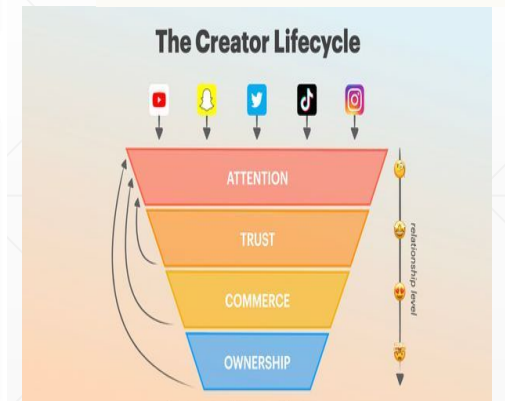 The Creator Lifecycle
ATTENTION
TRUST
COMMERCE
OWNERSHIP
relationship level